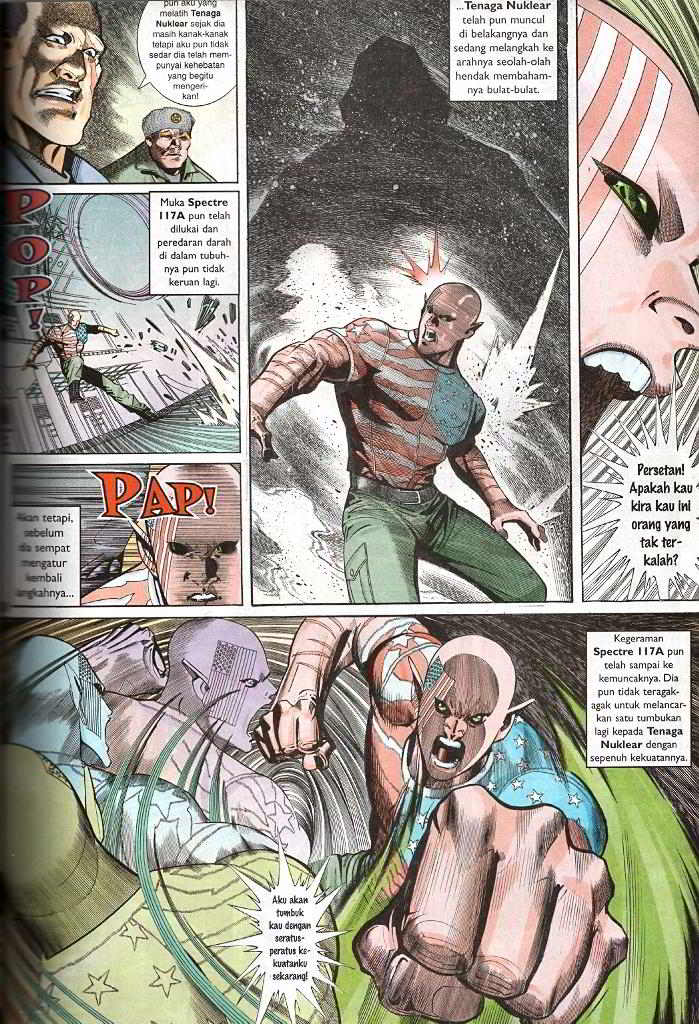 pun aku yang
melatih Tenaga
Nuklear sejak dia
masih kanak-kanak
tetapi aku pun tidak
sedar dia telah mem-
punyai kehebatan
yang begitu
mengeri-
kan!
...Tenaga Nuklear
telah pun muncul
di belakangnya dan
sedang melangkah ke
arahnya seolah-olah
hendak membaham-
nya bulat-bulat.
POP!
Muka Spectre
117A pun telah
dilukai dan
peredaran darah
di dalam tubuh-
nya pun tidak
keruan lagi.
PAP!
Akan tetapi,
sebelum
dia sempat
mengatur
kembali
langkahnya...
Persetan!
Apakah kau
kira kau ini
orang yang
tak ter-
kalah?
Kegeraman
Spectre 117A pun
telah sampai ke
kemuncaknya. Dia
pun tidak teragak-
agak untuk melancar-
kan satu tumbukan
lagi kepada Tenaga
Nuklear dengan
sepenuh kekuatannya.
Aku akan
tumbuk
kau dengan
seratus-
peratus ke-
kuatanku
sekarang!